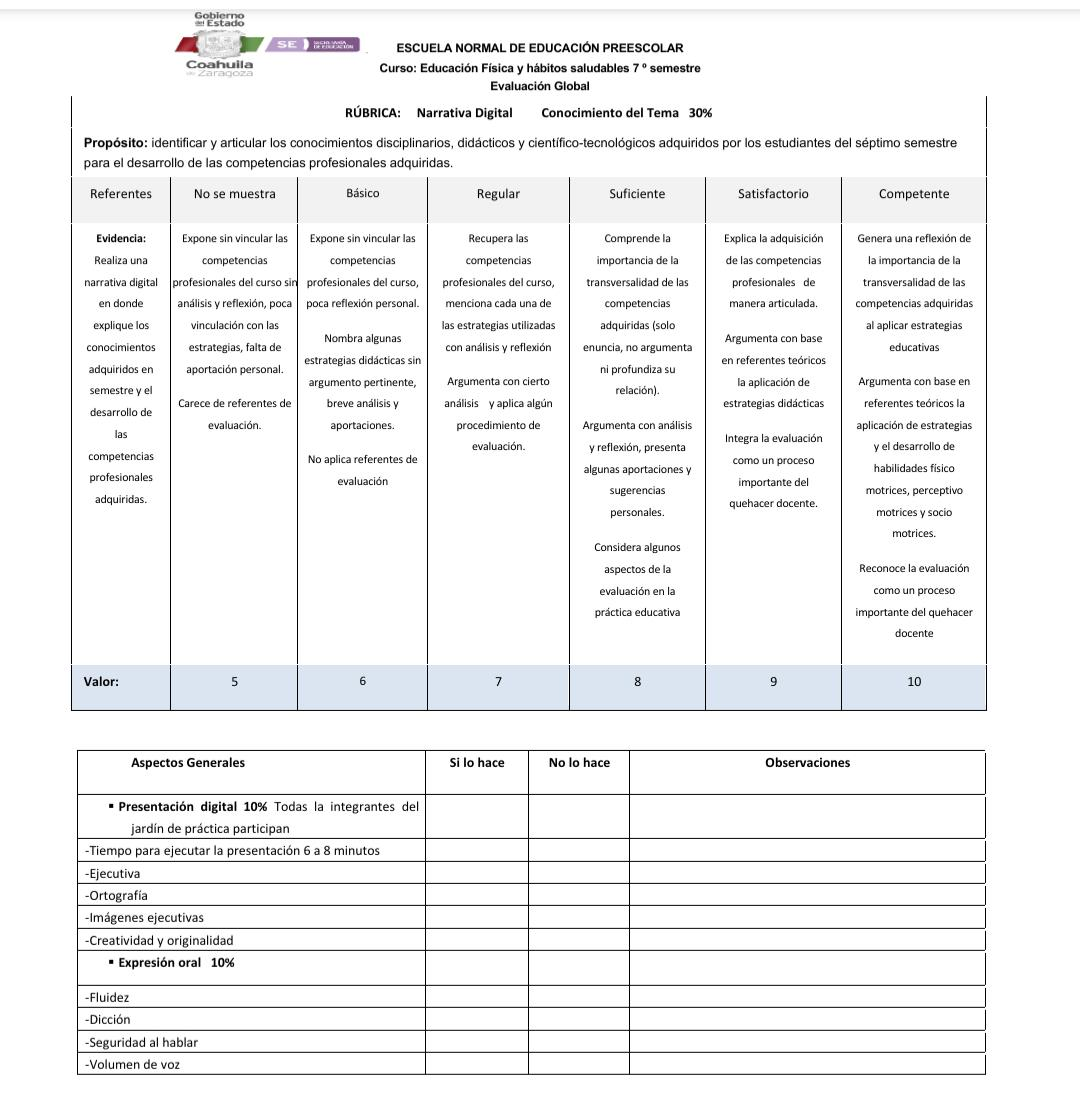 Gobierno
del Estado
SE SECRETARÍA
DE EDUCACIÓN
Coahuila
de Zaragoza
ESCUELA NORMAL DE EDUCACIÓN PREESCOLAR
Curso: Educación Física y hábitos saludables 7 º semestre
Evaluación Global
RÚBRICA: Narrativa Digital Conocimiento del Tema 30%
Propósito: identificar y articular los conocimientos disciplinarios, didácticos y científico-tecnológicos adquiridos por los estudiantes del séptimo semestre
para el desarrollo de las competencias profesionales adquiridas.
Referentes
No se muestra
Básico
Regular
Suficiente
Satisfactorio
Competente
Evidencia:
Realiza una
narrativa digital
en donde
explique los
conocimientos
adquiridos en
semestre y el
desarrollo de
las
competencias
profesionales
adquiridas.
Expone sin vincular las
competencias
profesionales del curso sin
análisis y reflexión, poca
vinculación con las
estrategias, falta de
aportación personal.
Carece de referentes de
evaluación.
Expone sin vincular las
competencias
profesionales del curso,
poca reflexión personal.
Nombra algunas
estrategias didácticas sin
argumento pertinente,
breve análisis y
aportaciones.
No aplica referentes de
evaluación
Recupera las
competencias
profesionales del curso,
menciona cada una de
las estrategias utilizadas
con análisis y reflexión
Argumenta con cierto
análisis y aplica algún
procedimiento de
evaluación.
Comprende la
importancia de la
transversalidad de las
competencias
adquiridas (solo
enuncia, no argumenta
ni profundiza su
relación).
Argumenta con análisis
y reflexión, presenta
algunas aportaciones y
sugerencias
personales.
Considera algunos
aspectos de la
evaluación en la
práctica educativa
Explica la adquisición
de las competencias
profesionales de
manera articulada.
Argumenta con base
en referentes teóricos
la aplicación de
estrategias didácticas
Integra la evaluación
como un proceso
importante del
quehacer docente.
Genera una reflexión de
la importancia de la
transversalidad de las
competencias adquiridas
al aplicar estrategias
educativas
Argumenta con base en
referentes teóricos la
aplicación de estrategias
y el desarrollo de
habilidades físico
motrices, perceptivo
motrices y socio
motrices.
Reconoce la evaluación
como un proceso
importante del quehacer
docente
Valor:
5
6
7
8
9
10
Aspectos Generales
Si lo hace
No lo hace
Observaciones
▪ Presentación digital 10% Todas la integrantes del
jardín de práctica participan
-Tiempo para ejecutar la presentación 6 a 8 minutos
-Ejecutiva
-Ortografía
-Imágenes ejecutivas
-Creatividad y originalidad
▪ Expresión oral 10%
-Fluidez
-Dicción
-Seguridad al hablar
-Volumen de voz